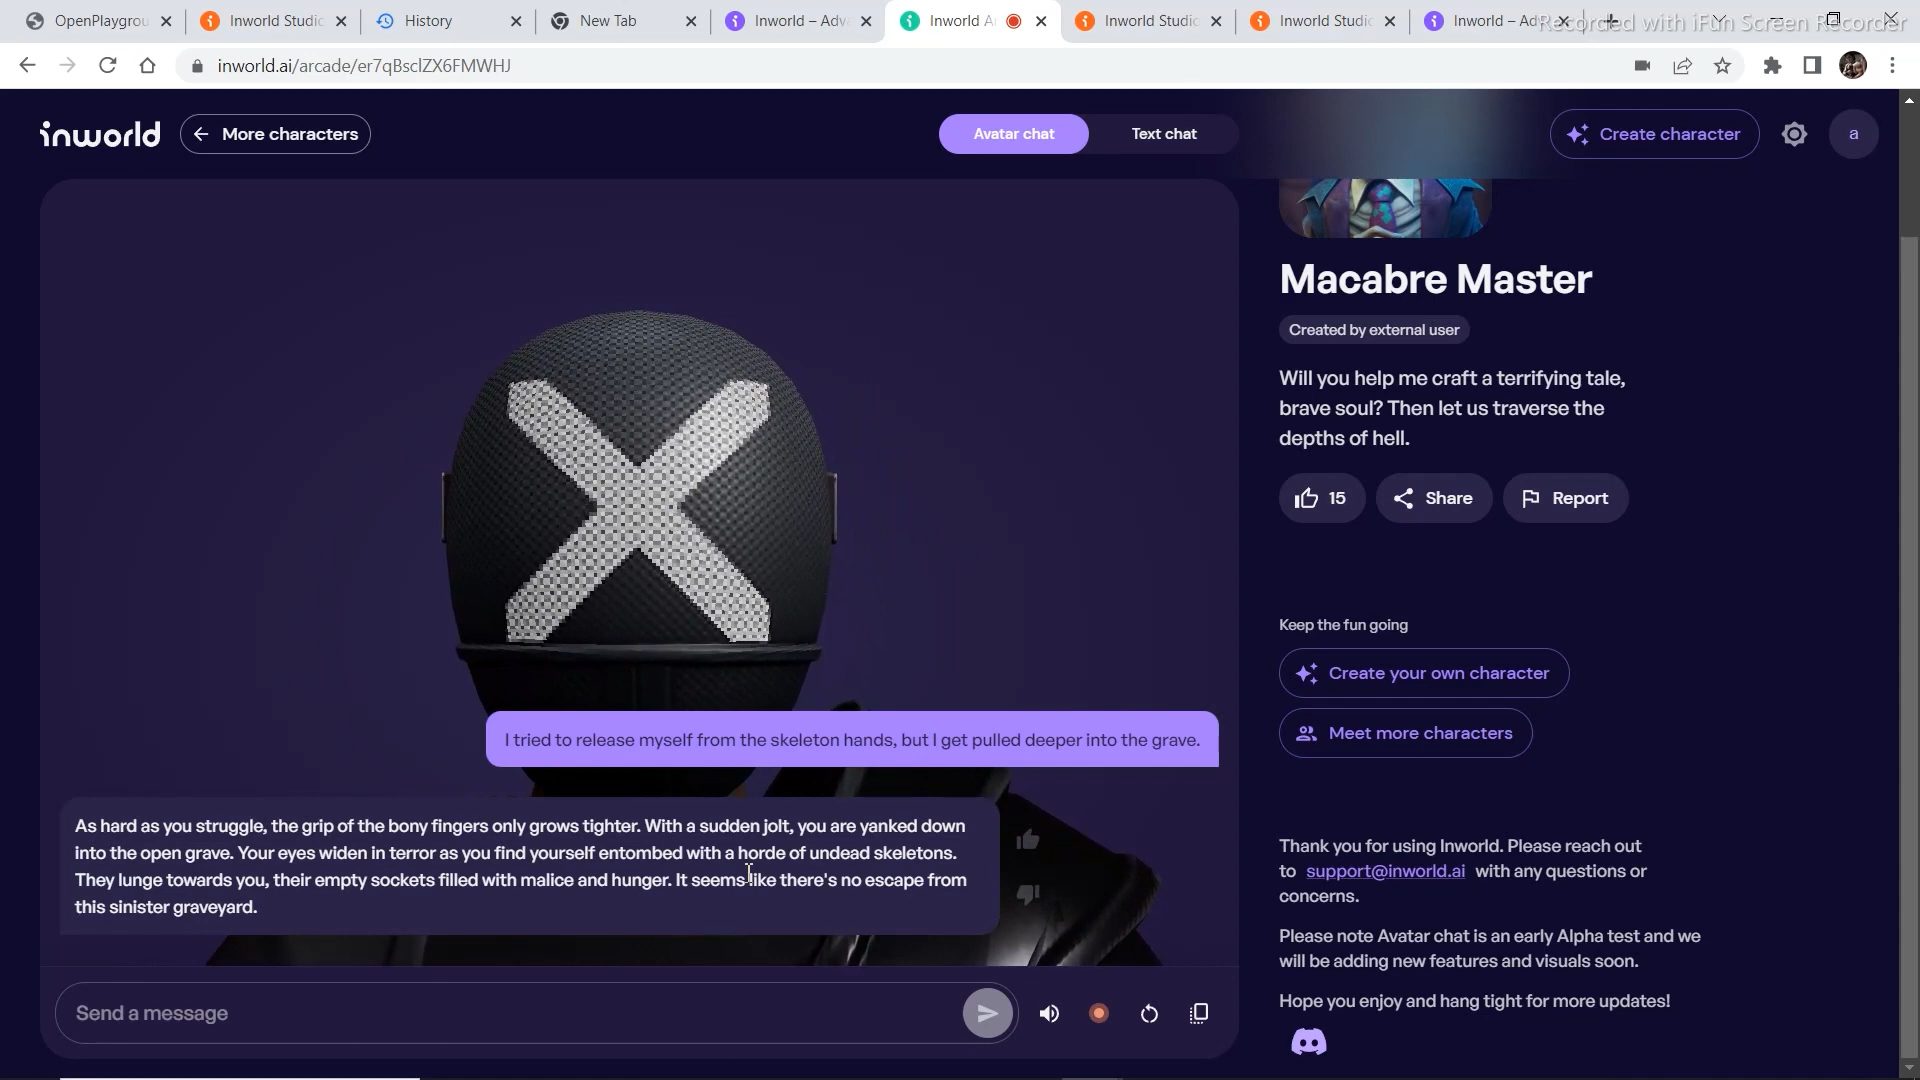 OpenPlaygrou
Inworld Studi
History
New Tab
Inworld – Adv
Inworld A
Inworld Studi
Inworld Studi
Inworld – Ad
Recorded with iFun Screen Recorder
inworld.ai/arcade/er7qBsclZX6FMWHJ
inworld
More characters
Avatar chat
Text chat
Create character
a
Macabre Master
Created by external user
Will you help me craft a terrifying tale,
brave soul? Then let us traverse the
depths of hell.
15
Share
Report
Keep the fun going
Create your own character
Meet more characters
I tried to release myself from the skeleton hands, but I get pulled deeper into the grave.
As hard as you struggle, the grip of the bony fingers only grows tighter. With a sudden jolt, you are yanked down
into the open grave. Your eyes widen in terror as you find yourself entombed with a horde of undead skeletons.
They lunge towards you, their empty sockets filled with malice and hunger. It seems like there's no escape from
this sinister graveyard.
Send a message
Thank you for using Inworld. Please reach out
to support@inworld.ai with any questions or
concerns.
Please note Avatar chat is an early Alpha test and we
will be adding new features and visuals soon.
Hope you enjoy and hang tight for more updates!